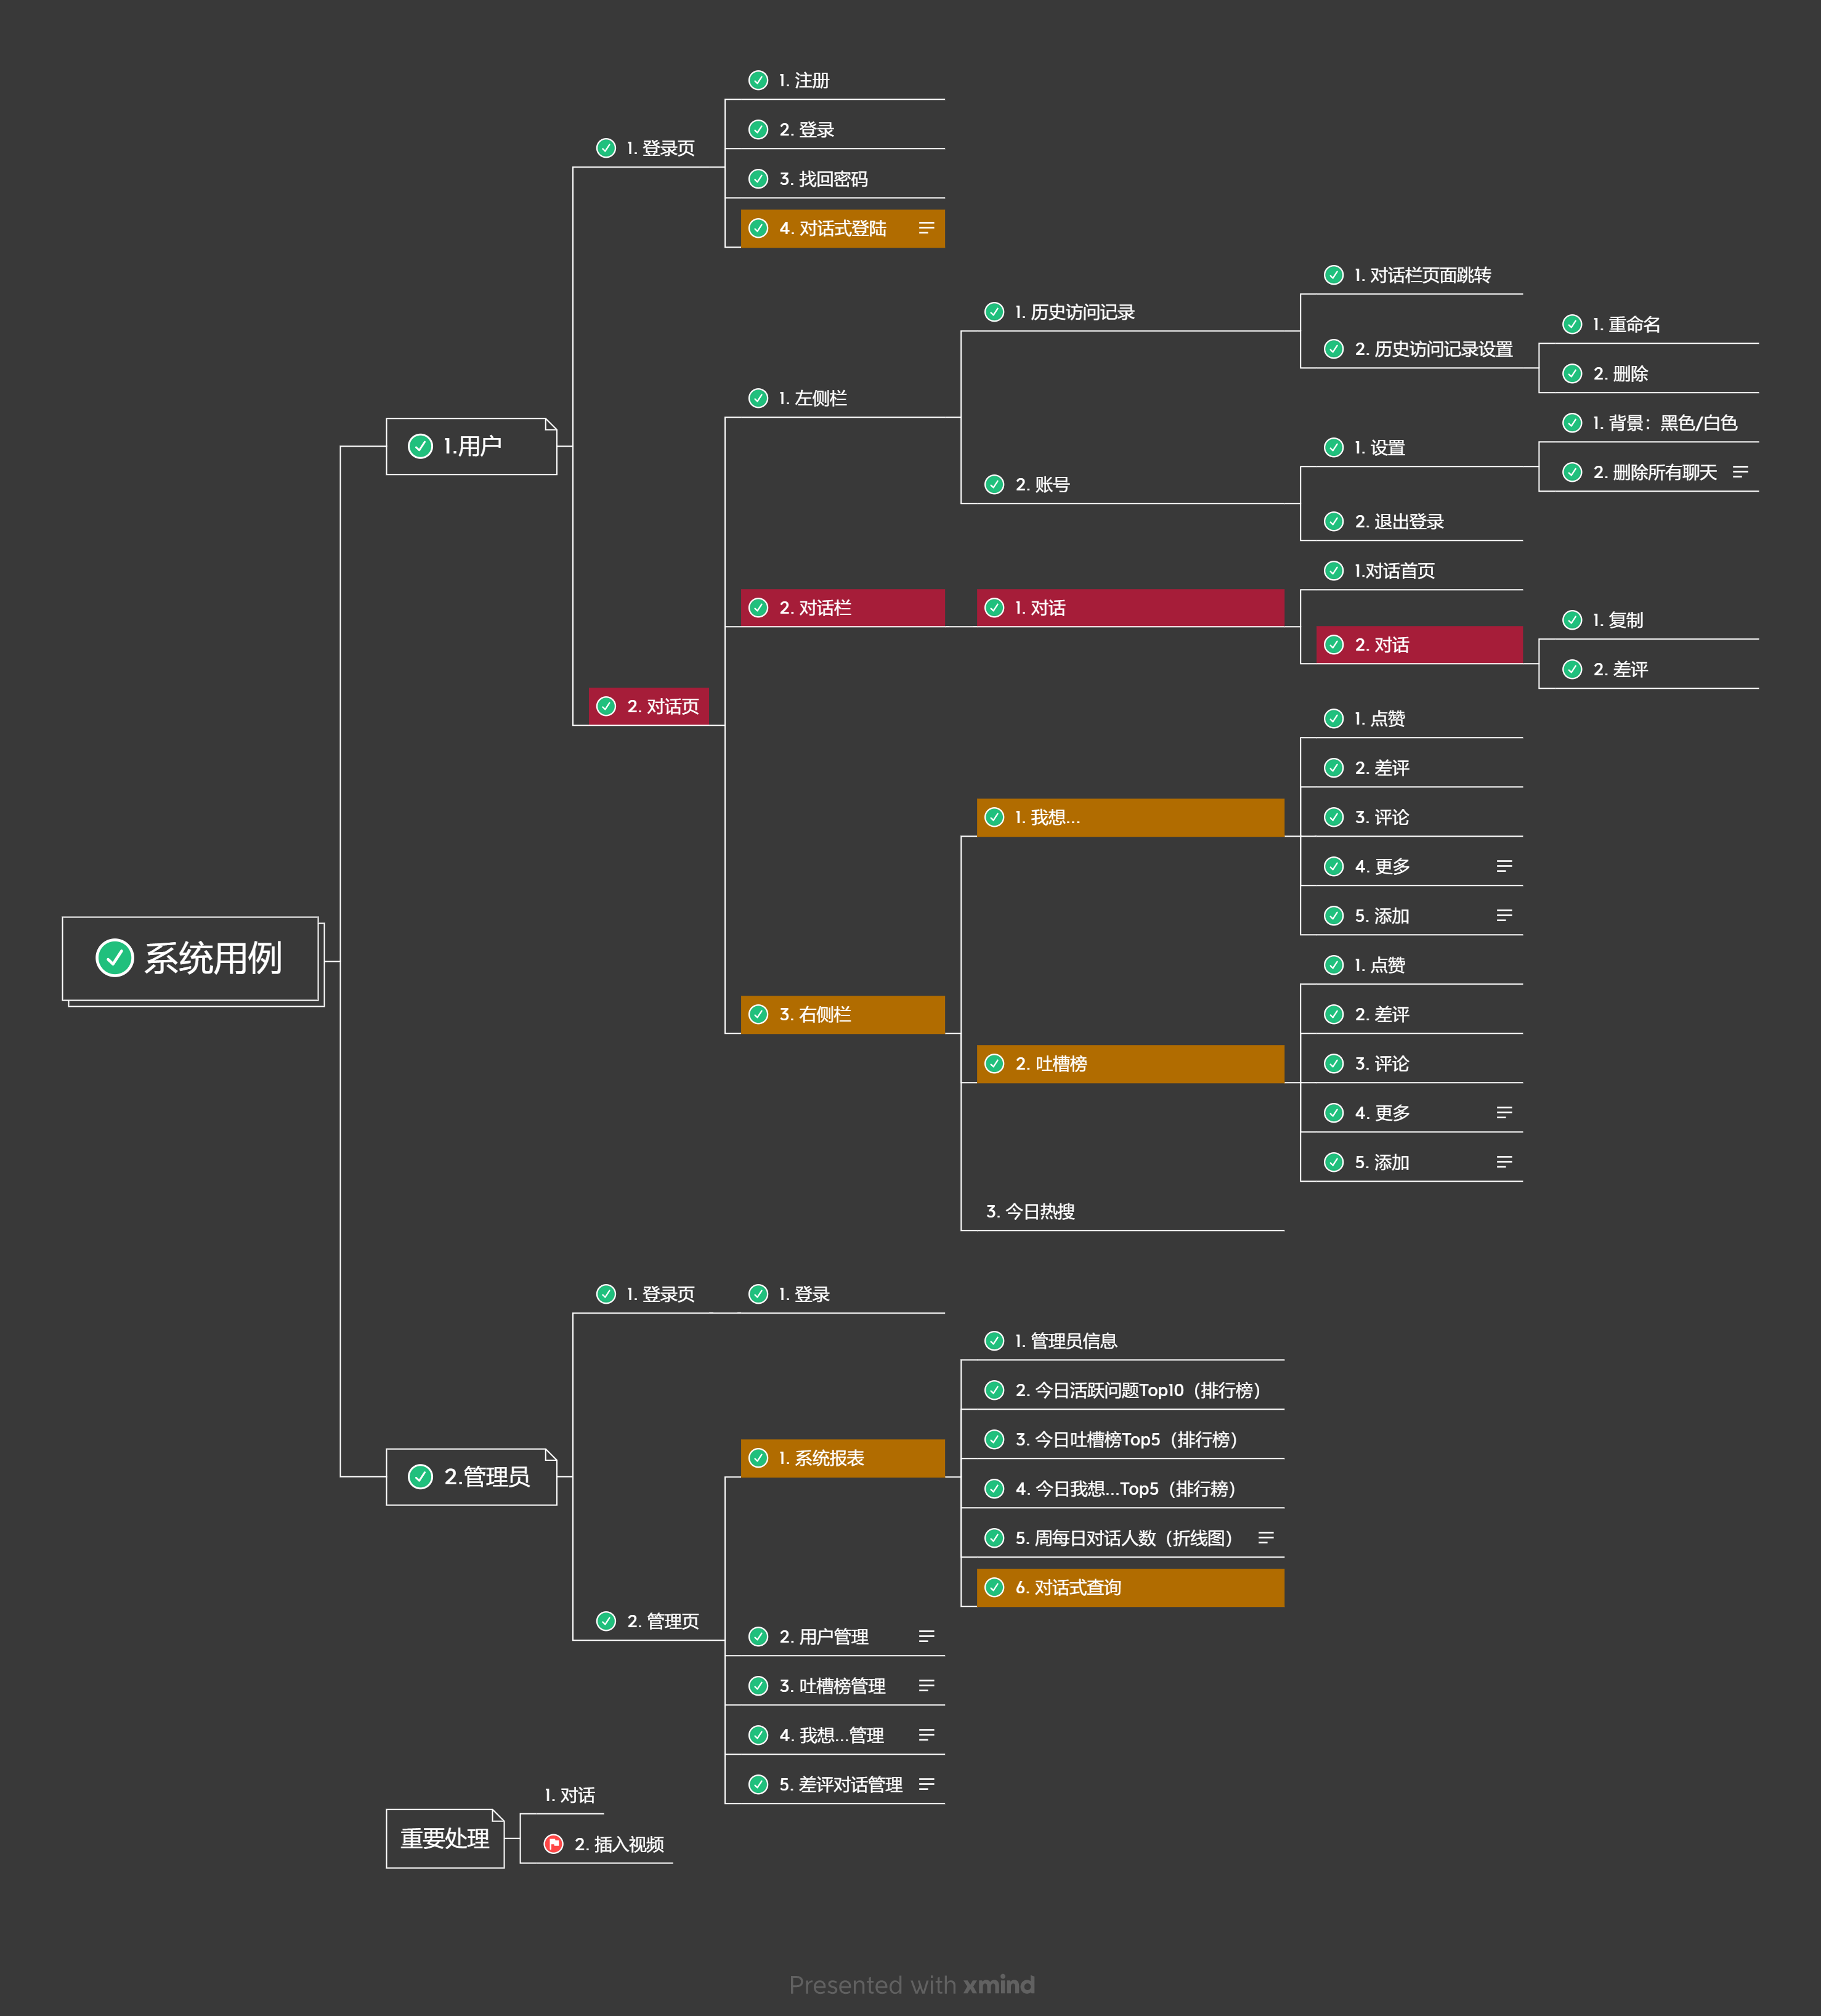 系统用例
1.用户
1. 登录页
1. 注册
2. 登录
3. 找回密码
4. 对话式登陆
2. 对话页
1. 左侧栏
1. 历史访问记录
1. 对话栏页面跳转
2. 历史访问记录设置
1. 重命名
2. 删除
2. 账号
1. 设置
1. 背景：黑色/白色
2. 删除所有聊天
2. 退出登录
2. 对话栏
1. 对话
1.对话首页
2. 对话
1. 复制
2. 差评
3. 右侧栏
1. 我想...
1. 点赞
2. 差评
3. 评论
4. 更多
5. 添加
2. 吐槽榜
1. 点赞
2. 差评
3. 评论
4. 更多
5. 添加
3. 今日热搜
2.管理员
1. 登录页
1. 登录
2. 管理页
1. 系统报表
1. 管理员信息
2. 今日活跃问题Top10（排行榜）
3. 今日吐槽榜Top5（排行榜）
4. 今日我想...Top5（排行耪）
5. 周每日对话人数（折线图）
6. 对话式查询
2. 用户管理
3. 吐槽榜管理
4. 我想...管理
5. 差评对话管理
重要处理
1. 对话
2. 插入视频
Presented with xmind